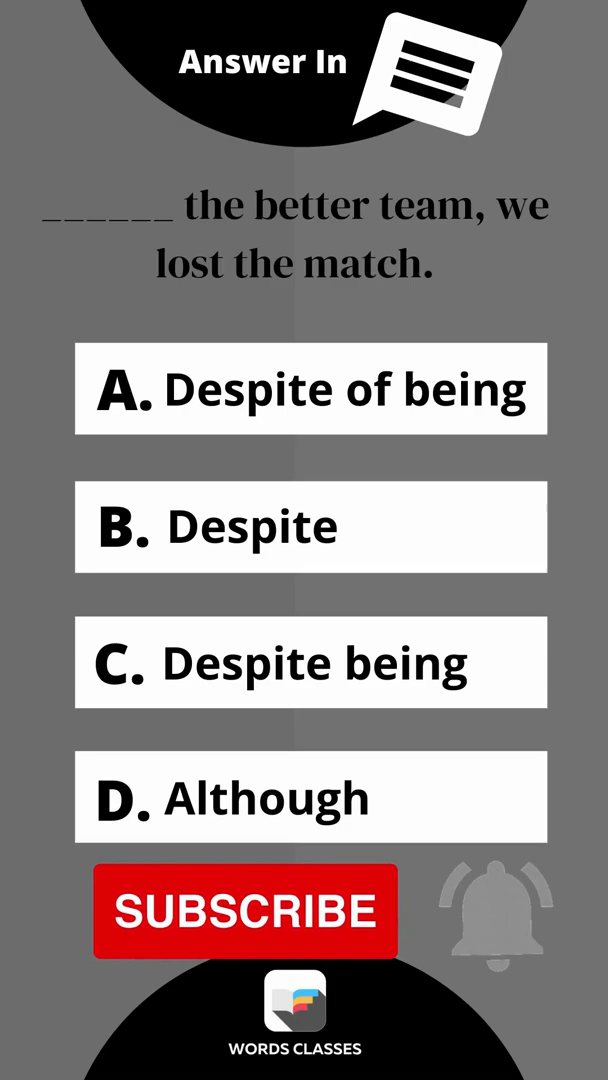 Answer In
______ the better team, we
lost the match.
A. Despite of being
B. Despite
C. Despite being
D. Although
SUBSCRIBE
WORDS CLASSES